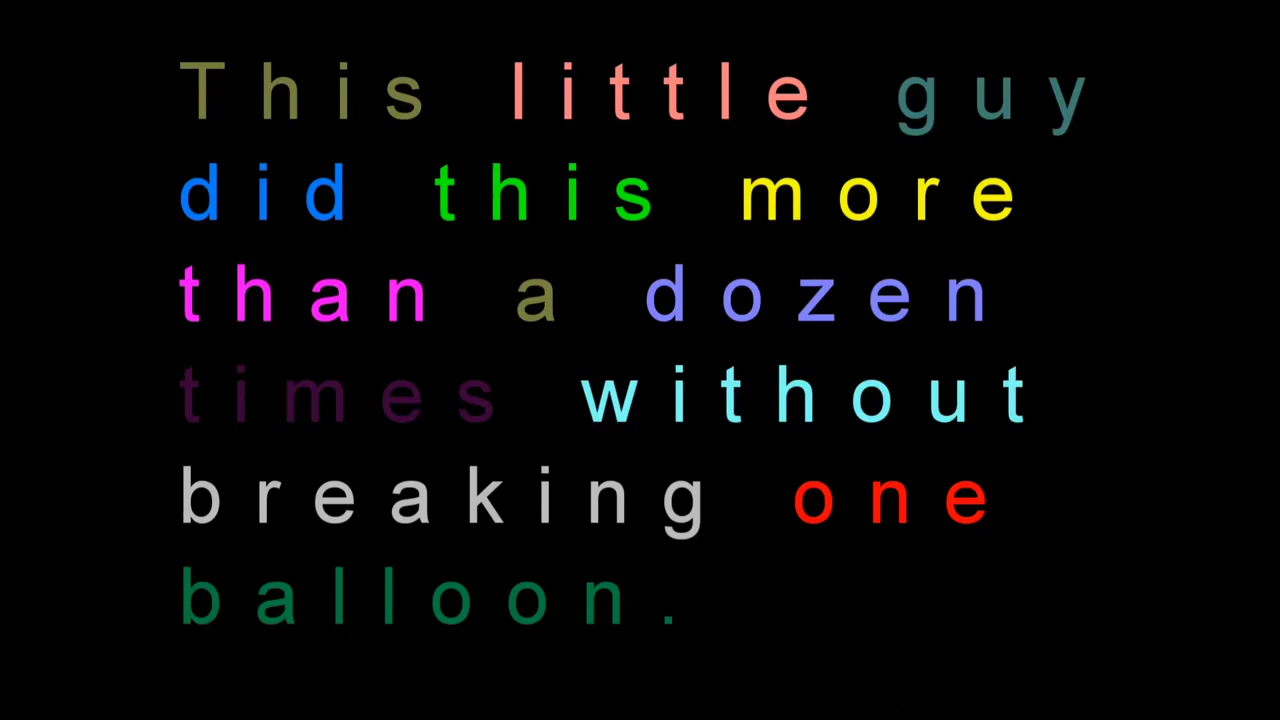 This little guy
did this more
than a dozen
times without
breaking one
balloon.